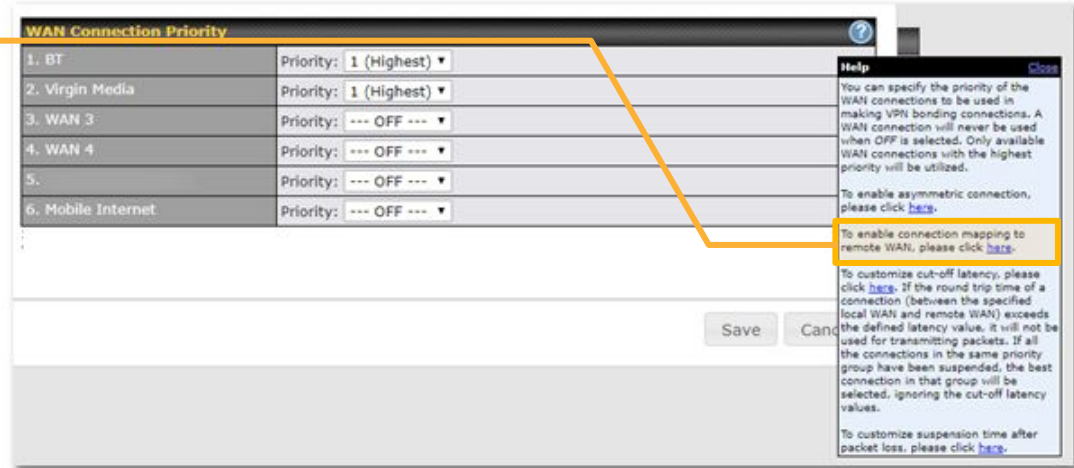 WAN Connection Priority
1. BT Priority: 1 (Highest)
2. Virgin Media Priority: 1 (Highest)
3. WAN 3 Priority: --- OFF ---
4. WAN 4 Priority: --- OFF ---
5. Priority: --- OFF ---
6. Mobile Internet Priority: --- OFF ---
Save Canc
Help Close
You can specify the priority of the
WAN connections to be used in
making VPN bonding connections. A
WAN connection will never be used
when OFF is selected. Only available
WAN connections with the highest
priority will be utilized.
To enable asymmetric connection,
please click here.
To enable connection mapping to
remote WAN, please click here.
To customize cut-off latency, please
click here. If the round trip time of a
connection (between the specified
local WAN and remote WAN) exceeds
the defined latency value, it will not be
used for transmitting packets. If all
the connections in the same priority
group have been suspended, the best
connection in that group will be
selected, ignoring the cut-off latency
values.
To customize suspension time after
packet loss, please click here.